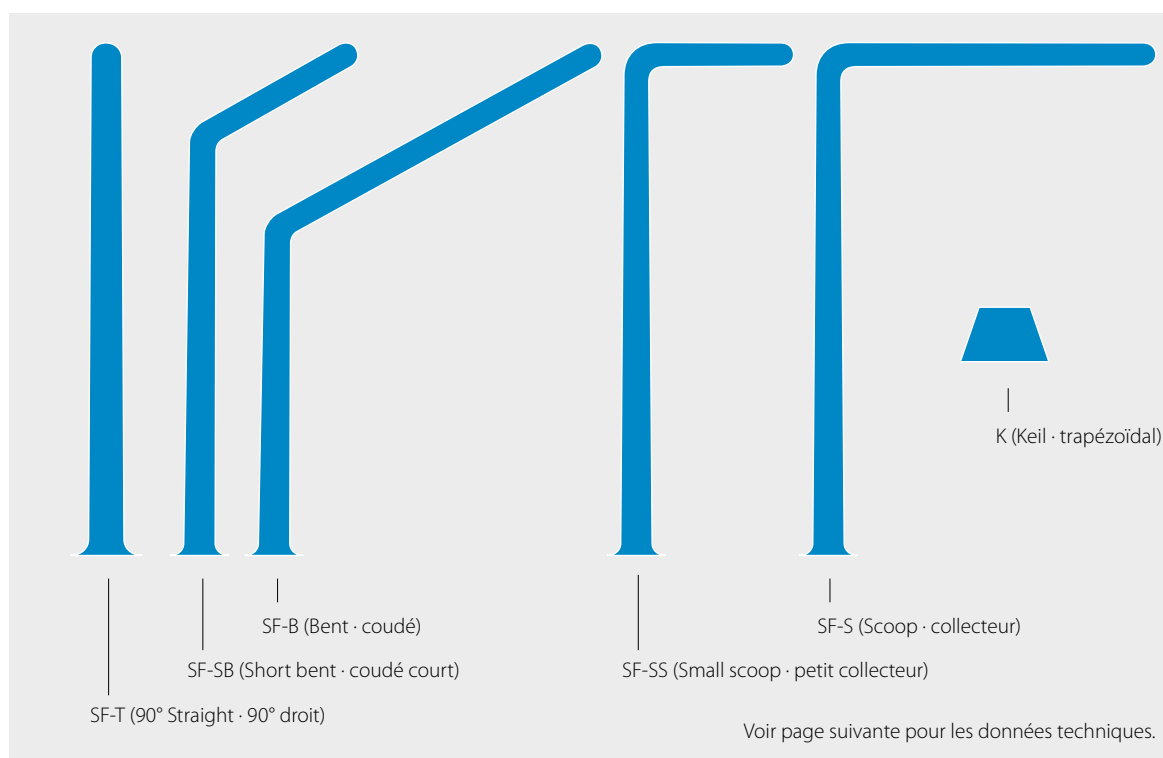 K (Keil · trapézoïdal)
SF-B (Bent · coudé)
SF-S (Scoop · collecteur)
SF-SB (Short bent · coudé court)
SF-SS (Small scoop · petit collecteur)
SF-T (90° Straight · 90° droit)
Voir page suivante pour les données techniques.